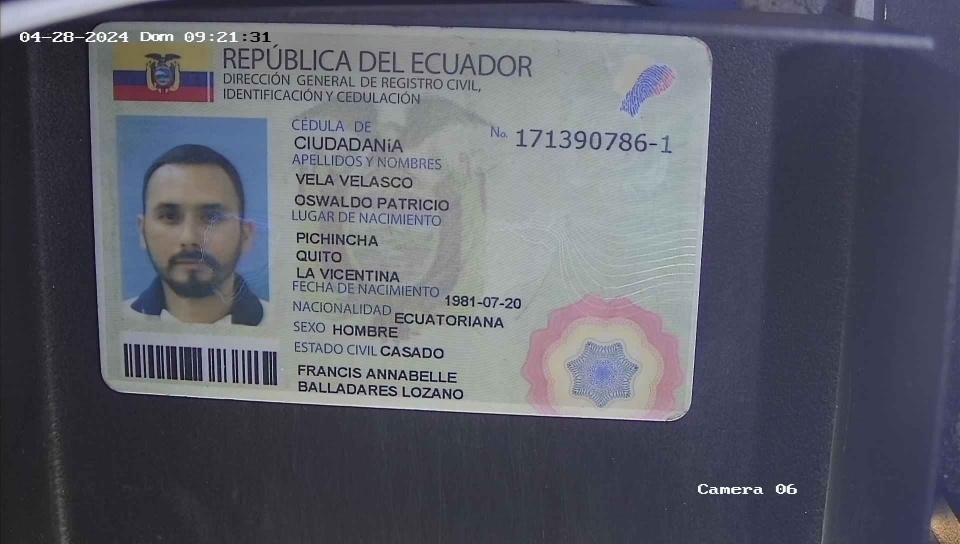 04-28-2024 Dom 09:21:31
REPÚBLICA DEL ECUADOR
DIRECCIÓN GENERAL DE REGISTRO CIVIL,
IDENTIFICACIÓN Y CEDULACIÓN
CÉDULA DE
CIUDADANíA
No. 171390786-1
APELLIDOS Y NOMBRES
VELA VELASCO
OSWALDO PATRICIO
LUGAR DE NACIMIENTO
PICHINCHA
QUITO
LA VICENTINA
FECHA DE NACIMIENTO 1981-07-20
NACIONALIDAD ECUATORIANA
SEXO HOMBRE
ESTADO CIVIL CASADO
FRANCIS ANNABELLE
BALLADARES LOZANO
Camera 06